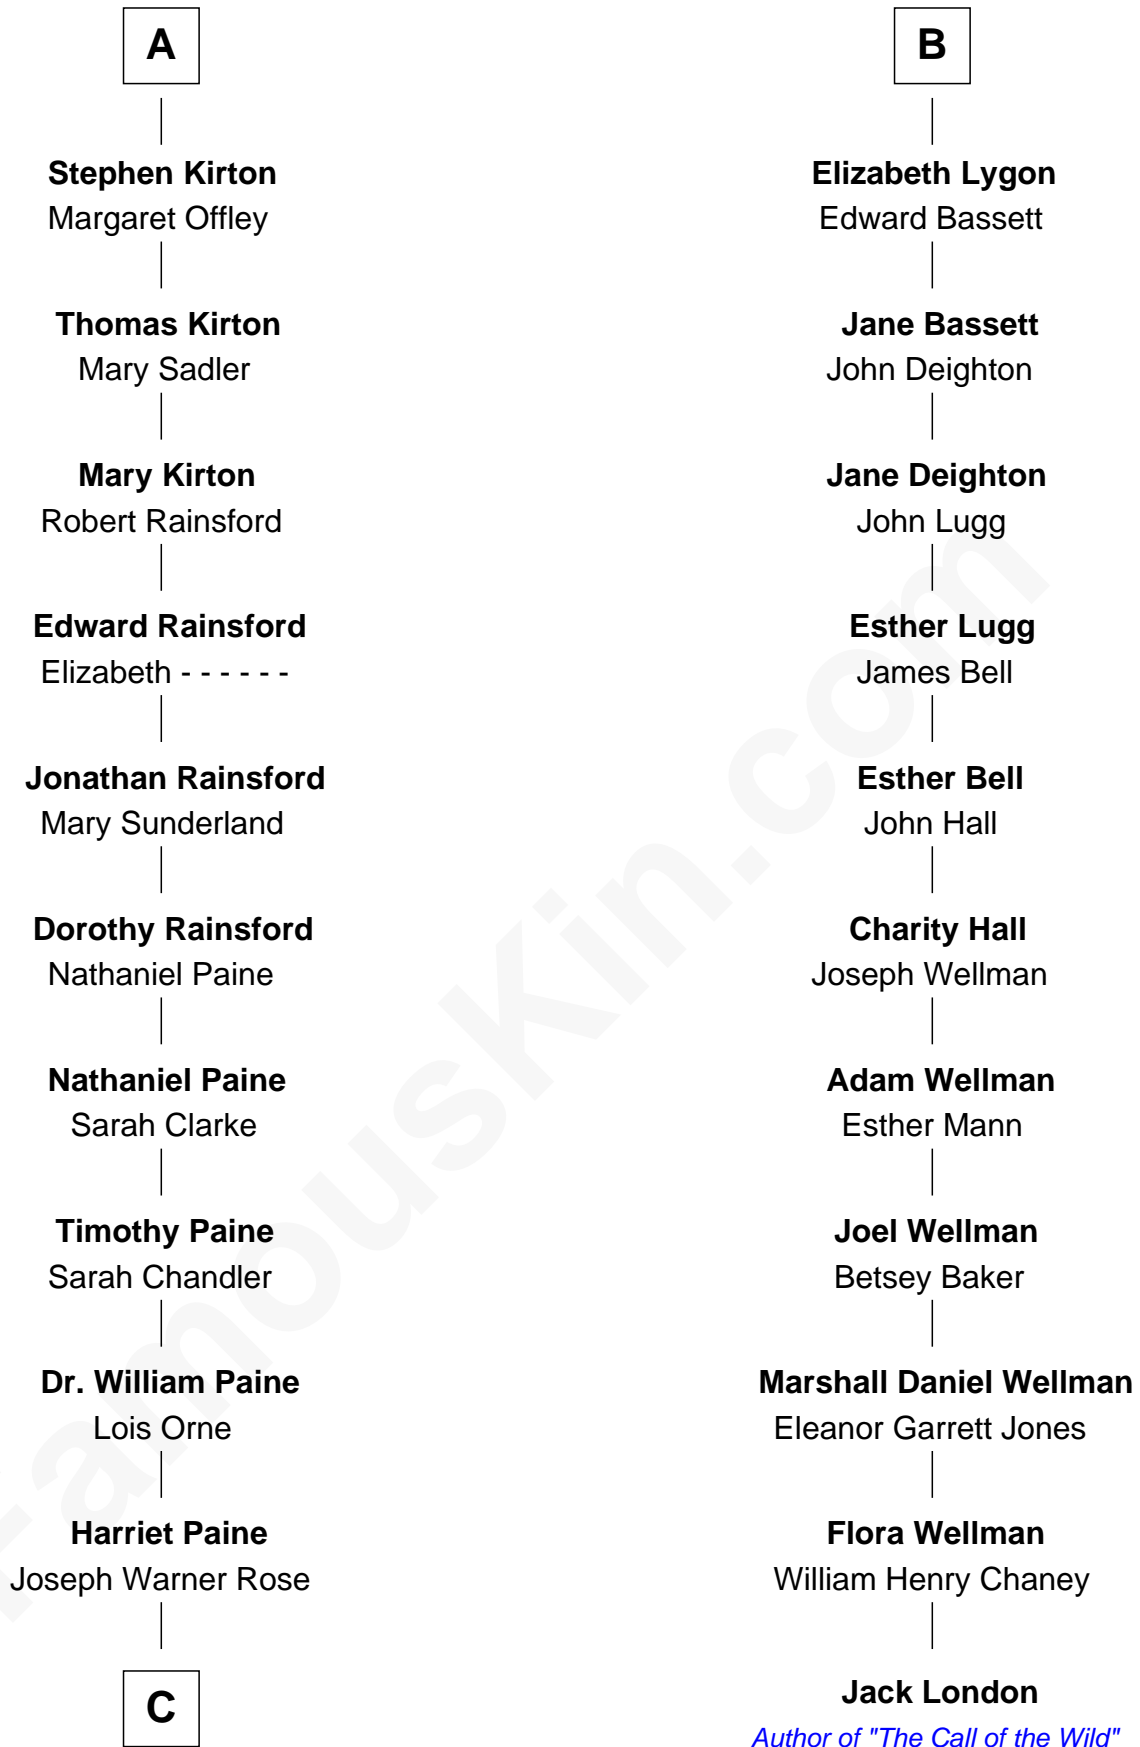 A
Stephen Kirton
Margaret Offley
Thomas Kirton
Mary Sadler
Mary Kirton
Robert Rainsford
Edward Rainsford
Elizabeth - - - - - -
Jonathan Rainsford
Mary Sunderland
Dorothy Rainsford
Nathaniel Paine
Nathaniel Paine
Sarah Clarke
Timothy Paine
Sarah Chandler
Dr. William Paine
Lois Orne
Harriet Paine
Joseph Warner Rose
C
B
Elizabeth Lygon
Edward Bassett
Jane Bassett
John Deighton
Jane Deighton
John Lugg
Esther Lugg
James Bell
Esther Bell
John Hall
Charity Hall
Joseph Wellman
Adam Wellman
Esther Mann
Joel Wellman
Betsey Baker
Marshall Daniel Wellman
Eleanor Garrett Jones
Flora Wellman
William Henry Chaney
Jack London
Author of "The Call of the Wild"
FamousKin.com